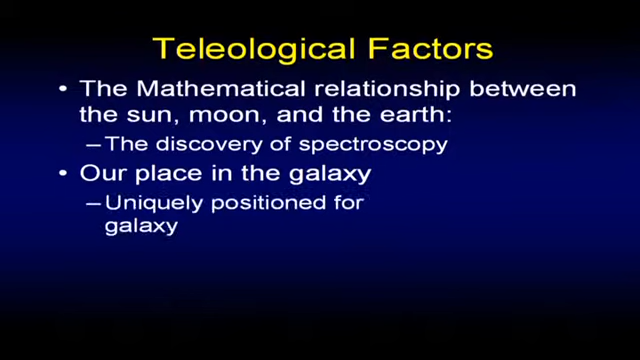 Teleological Factors
• The Mathematical relationship between
the sun, moon, and the earth:
–The discovery of spectroscopy
• Our place in the galaxy
–Uniquely positioned for
galaxy